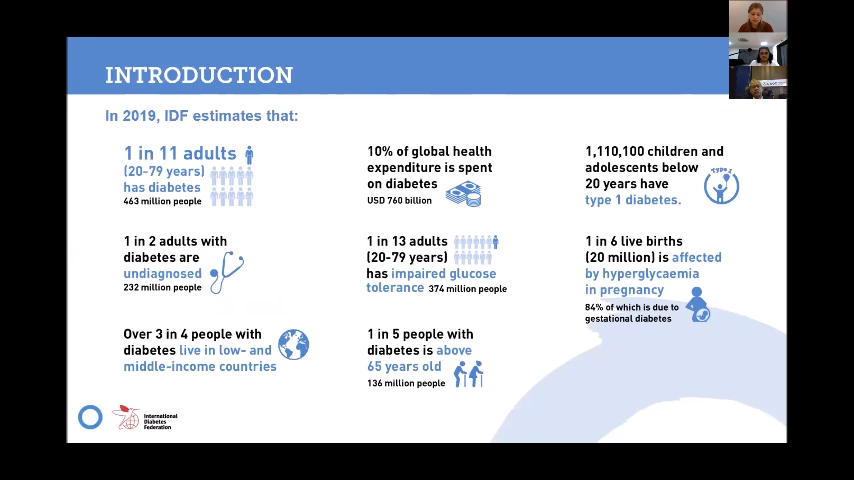 INTRODUCTION
In 2019, IDF estimates that:
1 in 11 adults
(20-79 years)
has diabetes
463 million people
10% of global health
expenditure is spent
on diabetes
USD 760 billion
1,110,100 children and
adolescents below
20 years have
type 1 diabetes.
Type 1
1 in 2 adults with
diabetes are
undiagnosed
232 million people
1 in 13 adults
(20-79 years)
has impaired glucose
tolerance 374 million people
1 in 6 live births
(20 million) is affected
by hyperglycaemia
in pregnancy
84% of which is due to
gestational diabetes
Over 3 in 4 people with
diabetes live in low- and
middle-income countries
1 in 5 people with
diabetes is above
65 years old
136 million people
International
Diabetes
Federation